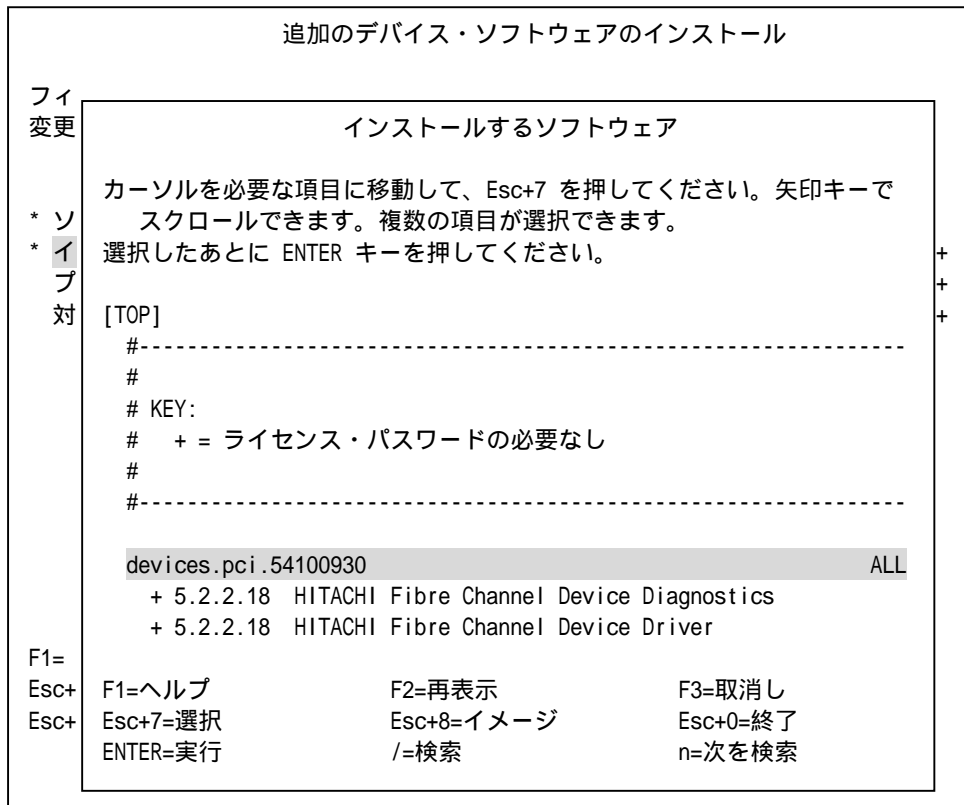 追加のデバイス・ソフトウェアのインストール
フィ
変更
インストールするソフトウェア
カーソルを必要な項目に移動して、Esc+7 を押してください。矢印キーで
* ソ
スクロールできます。複数の項目が選択できます。
* イ
選択したあとに ENTER キーを押してください。
+
プ
+
対
[TOP]
+
#----------------------------------------------------------------
#
# KEY:
#   + = ライセンス・パスワードの必要なし
#
#----------------------------------------------------------------
devices.pci.54100930 ALL
+ 5.2.2.18  HITACHI Fibre Channel Device Diagnostics
+ 5.2.2.18  HITACHI Fibre Channel Device Driver
F1=
Esc+
F1=ヘルプ F2=再表示 F3=取消し
Esc+
Esc+7=選択 Esc+8=イメージ Esc+0=終了
ENTER=実行 /=検索 n=次を検索